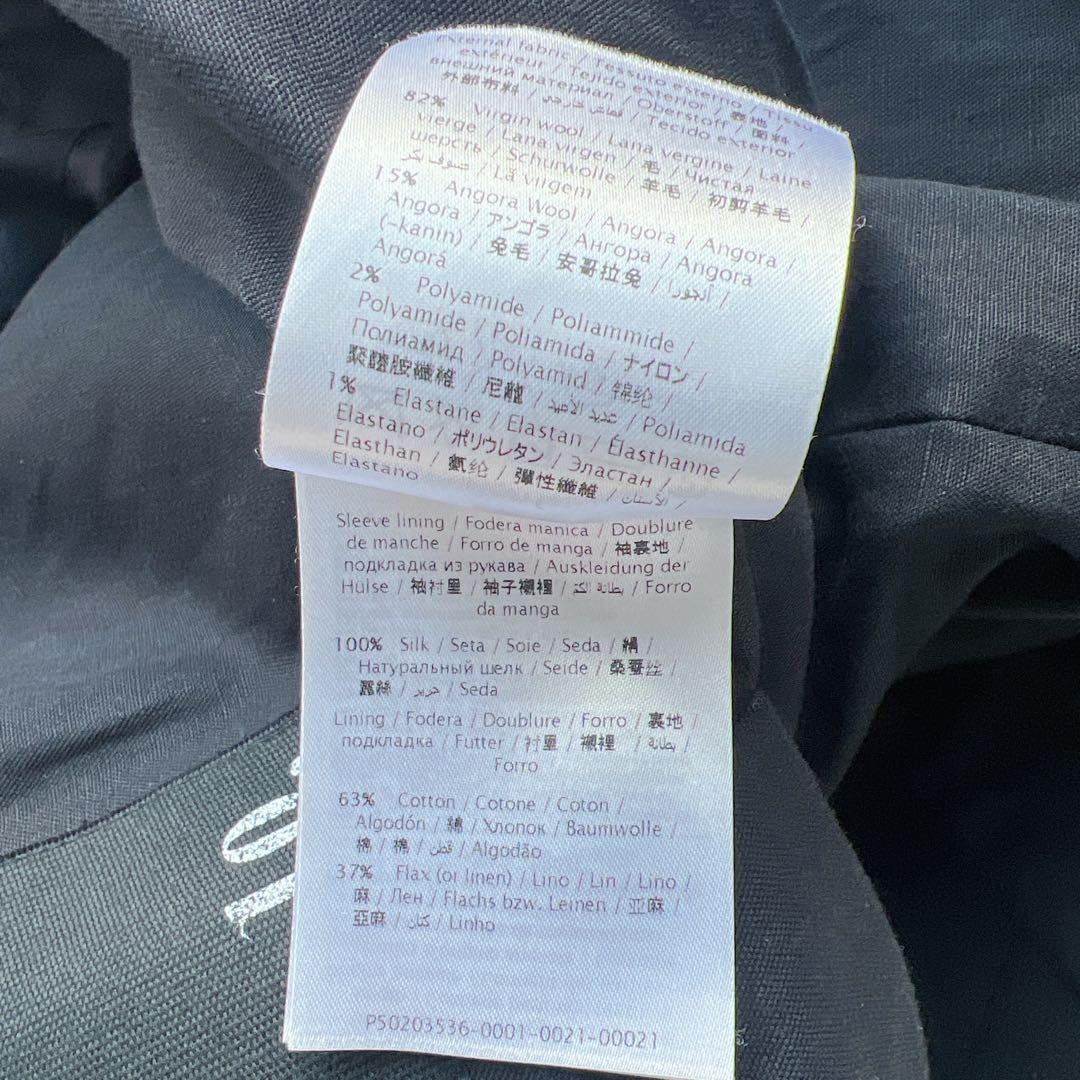 External fabric / Tessuto esterno / Tissu
extérieur / Tejido exterior / 表地 /
внешний материал / Oberstoff / 面料 /
外部布料 / قماش خارجي / Tecido exterior
82% Virgin wool / Lana vergine / Laine
vierge / Lana virgen / 毛 / Чистая
шерсть / Schurwolle / 羊毛 / 初剪羊毛 /
صوف بكر / Lã virgem
15% Angora Wool / Angora / Angora /
Angora / アンゴラ / Ангора / Angora
(-kanin) / 兔毛 / 安哥拉兔 / أنجورا /
Angorá
2% Polyamide / Poliammide /
Polyamide / Poliamida / ナイロン /
Полиамид / Polyamid / 锦纶 /
聚醯胺纖維 / 尼龍 / / Poliamida
1% Elastane / Elastan / Élasthanne /
Elastano / ポリウレタン / Эластан /
Elasthan / 氨纶 / 彈性纖維 / الاستان /
Elastano
Sleeve lining / Fodera manica / Doublure
de manche / Forro de manga / 袖裏地 /
подкладка из рукава / Auskleidung der
Hülse / 袖衬里 / 袖子襯裡 / بطانة الكم / Forro
da manga
100% Silk / Seta / Soie / Seda / 絹 /
Натуральный шелк / Seide / 桑蚕丝 /
蠶絲 / حرير / Seda
Lining / Fodera / Doublure / Forro / 裏地 /
подкладка / Futter / 衬里 / 襯裡 / بطانة /
Forro
63% Cotton / Cotone / Coton /
Algodón / 綿 / Хлопок / Baumwolle /
棉 / 棉 / قطن / Algodão
37% Flax (or linen) / Lino / Lin / Lino /
麻 / Лен / Flachs bzw. Leinen / 亚麻 /
亞麻 / كتان / Linho
P50203536-0001-0021-00021